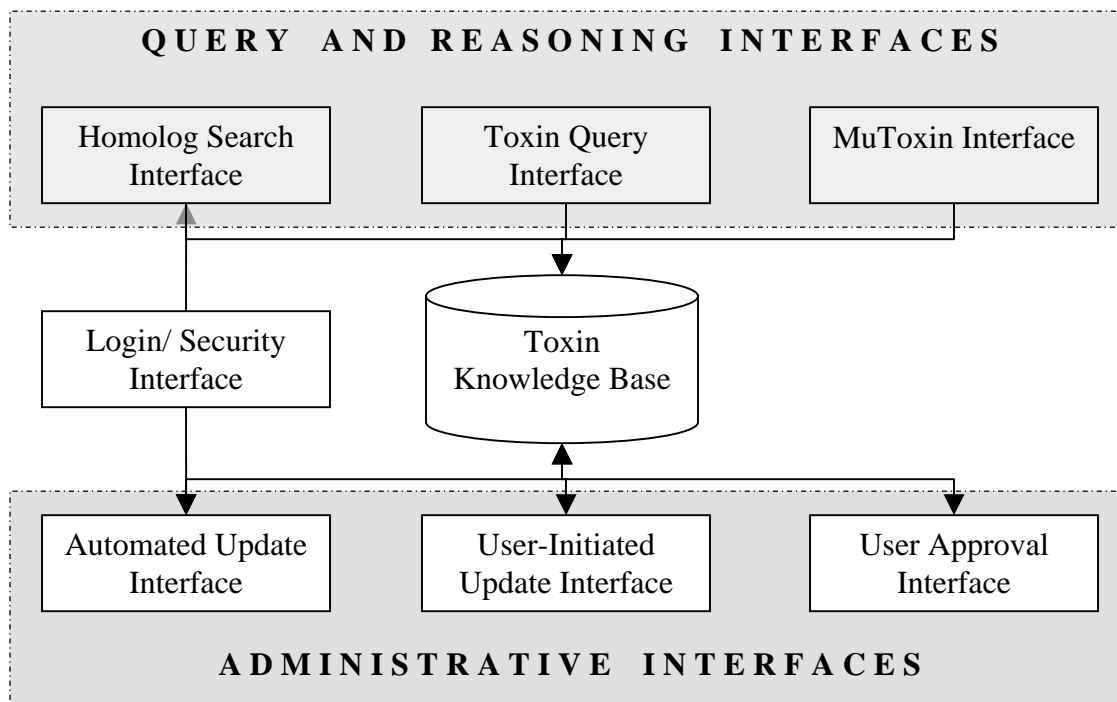 QUERY AND REASONING INTERFACES
Homolog Search
Interface
Toxin Query
Interface
MuToxin Interface
Login/ Security
Interface
Toxin
Knowledge Base
Automated Update
Interface
User-Initiated
Update Interface
User Approval
Interface
ADMINISTRATIVE INTERFACES